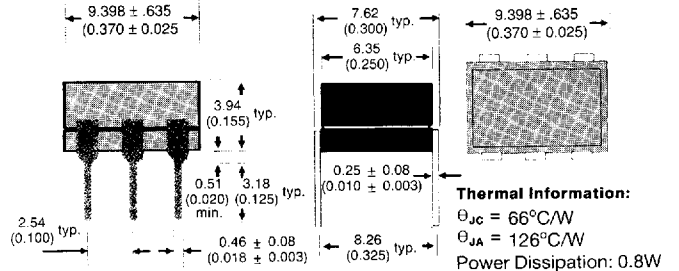 9.398 ± .635
(0.370 ± 0.025
7.62
(0.300) typ.
6.35
(0.250) typ.
9.398 ± .635
(0.370 ± 0.025)
3.94
(0.155) typ.
0.51
(0.020)
min.
3.18
(0.125) typ.
0.25 ± 0.08
(0.010 ± 0.003)
2.54
(0.100) typ.
0.46 ± 0.08
(0.018 ± 0.003)
8.26
(0.325) typ.
Thermal Information:
θJC = 66°C/W
θJA = 126°C/W
Power Dissipation: 0.8W